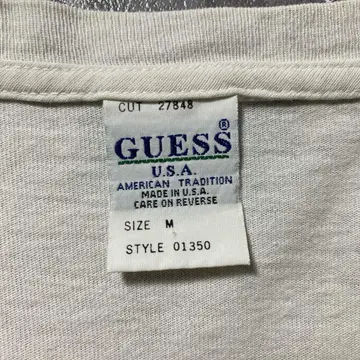 CUT 27848
GUESS®
U.S.A.
AMERICAN TRADITION
MADE IN U.S.A.
CARE ON REVERSE
SIZE M
STYLE 01350